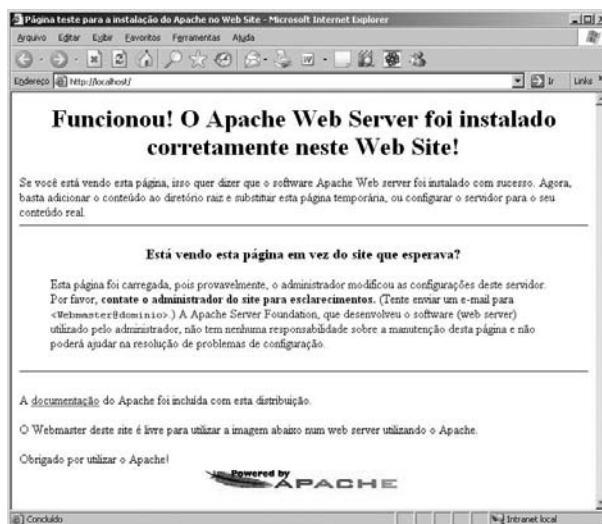 Página teste para a instalação do Apache no Web Site - Microsoft Internet Explorer
Arquivo Editar Exibir Favoritos Ferramentas Ajuda
Endereço http://localhost/ Ir Links
Funcionou! O Apache Web Server foi instalado
corretamente neste Web Site!
Se você está vendo esta página, isso quer dizer que o software Apache Web server foi instalado com sucesso. Agora,
basta adicionar o conteúdo ao diretório raiz e substituir esta página temporária, ou configurar o servidor para o seu
conteúdo real.
Está vendo esta página em vez do site que esperava?
Esta página foi carregada, pois provavelmente, o administrador modificou as configurações deste servidor.
Por favor, contate o administrador do site para esclarecimentos. (Tente enviar um e-mail para
<Webmaster@dominio>.) A Apache Server Foundation, que desenvolveu o software (web server)
utilizado pelo administrador, não tem nenhuma responsabilidade sobre a manutenção desta página e não
poderá ajudar na resolução de problemas de configuração.
A documentação do Apache foi incluída com esta distribuição.
O Webmaster deste site é livre para utilizar a imagem abaixo num web server utilizando o Apache.
Obrigado por utilizar o Apache!
Powered by
APACHE
Concluído Intranet local